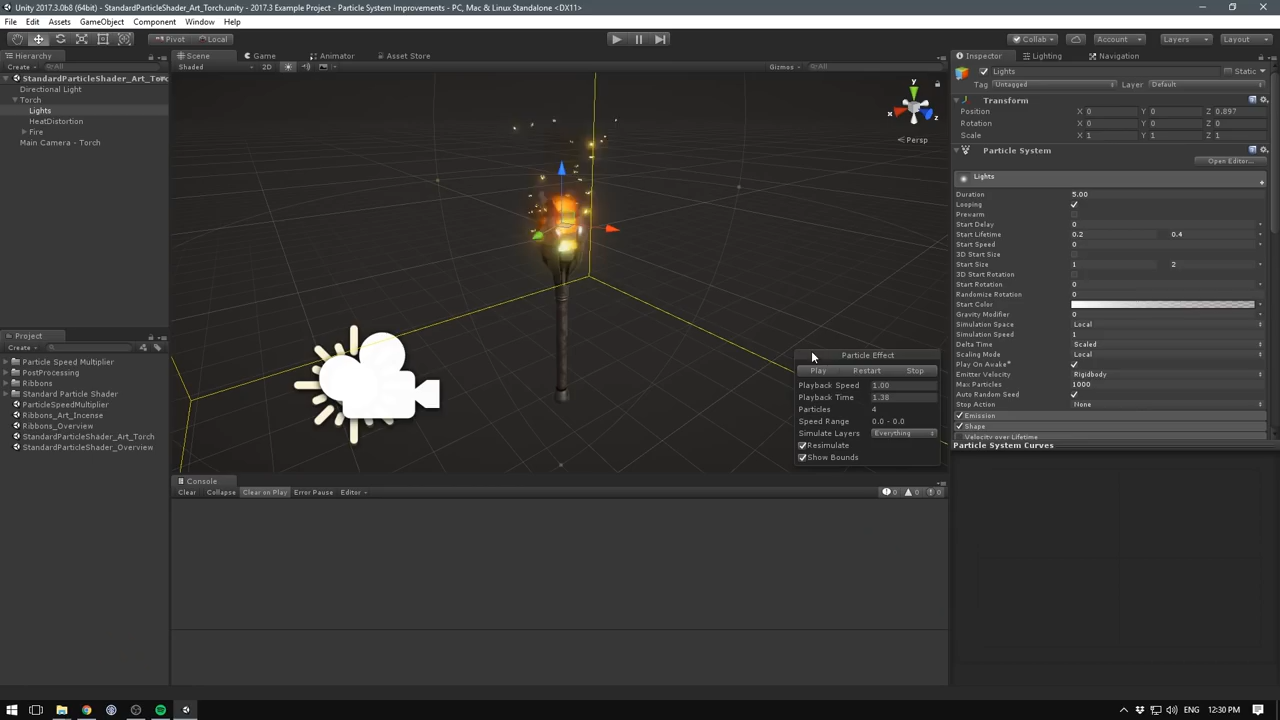 Unity 2017.3.0b8 (64bit) - StandardParticleShader_Art_Torch.unity - 2017.3 Example Project - Particle System Improvements - PC, Mac & Linux Standalone <DX11>
File Edit Assets GameObject Component Window Help
Pivot Local Collab Account Layers Layout
Hierarchy
Create All
StandardParticleShader_Art_To
Directional Light
Torch
Lights
HeatDistortion
Fire
Main Camera - Torch
Scene Game Animator Asset Store
Shaded 2D Gizmos All
y
x
z
Persp
Particle Effect
Play Restart Stop
Playback Speed 1.00
Playback Time 1.38
Particles 4
Speed Range 0.0 - 0.0
Simulate Layers Everything
Resimulate
Show Bounds
Project
Create
Particle Speed Multiplier
PostProcessing
Ribbons
Standard Particle Shader
ParticleSpeedMultiplier
Ribbons_Art_Incense
Ribbons_Overview
StandardParticleShader_Art_Torch
StandardParticleShader_Overview
Console
Clear Collapse Clear on Play Error Pause Editor 0 0 0
Inspector Lighting Navigation
Lights Static
Tag Untagged Layer Default
Transform
Position X 0 Y 0 Z 0.897
Rotation X 0 Y 0 Z 0
Scale X 1 Y 1 Z 1
Particle System
Open Editor...
Lights
Duration 5.00
Looping
Prewarm
Start Delay 0
Start Lifetime 0.2 0.4
Start Speed 0
3D Start Size
Start Size 1 2
3D Start Rotation
Start Rotation 0
Randomize Rotation 0
Start Color
Gravity Modifier 0
Simulation Space Local
Simulation Speed 1
Delta Time Scaled
Scaling Mode Local
Play On Awake*
Emitter Velocity Rigidbody
Max Particles 1000
Auto Random Seed
Stop Action None
Emission
Shape
Velocity over Lifetime
Particle System Curves
ENG 12:30 PM